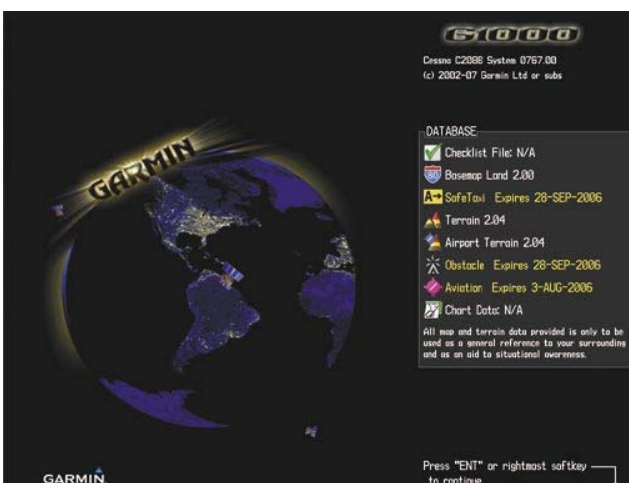 G1000
Cessna C208B System 0767.00
(c) 2002-07 Garmin Ltd or subs
GARMIN
DATABASE
Checklist File: N/A
80
Basemap Land 2.00
A→ SafeTaxi Expires 28-SEP-2006
Terrain 2.04
Airport Terrain 2.04
Obstacle Expires 28-SEP-2006
Aviation Expires 3-AUG-2006
Chart Data: N/A
All map and terrain data provided is only to be
used as a general reference to your surrounding
and as an aid to situational awareness.
Press "ENT" or rightmost softkey
to continue
GARMIN